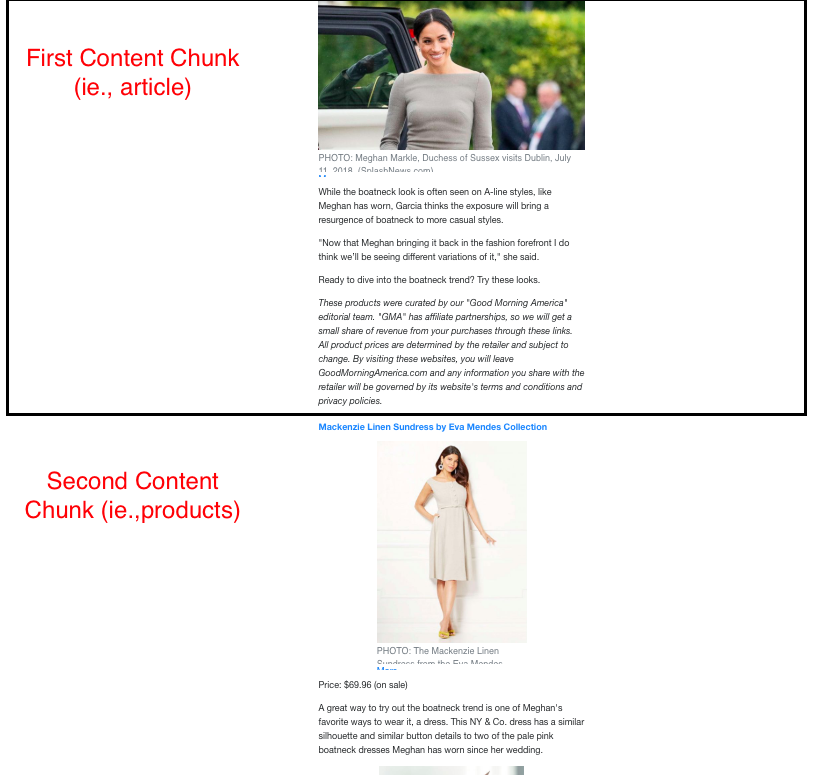 First Content Chunk
(ie., article)
PHOTO: Meghan Markle, Duchess of Sussex visits Dublin, July
11, 2018. (SplashNews.com)
While the boatneck look is often seen on A-line styles, like
Meghan has worn, Garcia thinks the exposure will bring a
resurgence of boatneck to more casual styles.
"Now that Meghan bringing it back in the fashion forefront I do
think we'll be seeing different variations of it," she said.
Ready to dive into the boatneck trend? Try these looks.
These products were curated by our "Good Morning America"
editorial team. "GMA" has affiliate partnerships, so we will get a
small share of revenue from your purchases through these links.
All product prices are determined by the retailer and subject to
change. By visiting these websites, you will leave
GoodMorningAmerica.com and any information you share with the
retailer will be governed by its website's terms and conditions and
privacy policies.
Mackenzie Linen Sundress by Eva Mendes Collection
Second Content
Chunk (ie.,products)
PHOTO: The Mackenzie Linen
Sundress from the Eva Mendes
More
Price: $69.96 (on sale)
A great way to try out the boatneck trend is one of Meghan's
favorite ways to wear it, a dress. This NY & Co. dress has a similar
silhouette and similar button details to two of the pale pink
boatneck dresses Meghan has worn since her wedding.